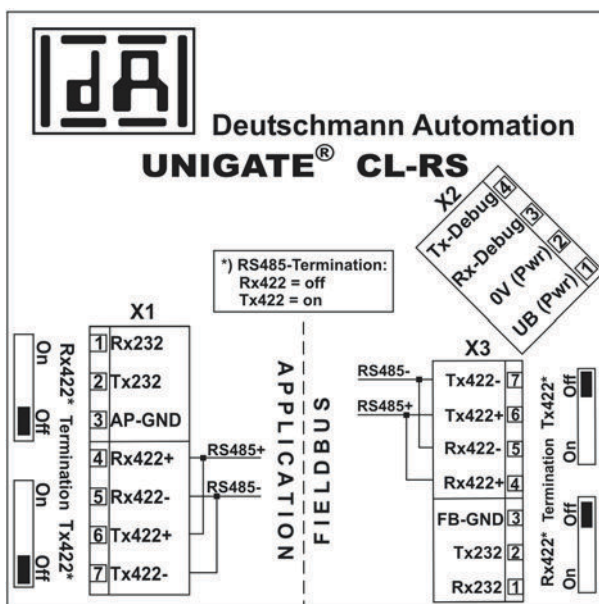 dA
Deutschmann Automation
UNIGATE® CL-RS
X2
Tx-Debug 4
Rx-Debug 3
0V (Pwr) 2
UB (Pwr) 1
*) RS485-Termination:
Rx422 = off
Tx422 = on
X1
1 Rx232
2 Tx232
3 AP-GND
4 Rx422+
5 Rx422-
6 Tx422+
7 Tx422-
RS485+
RS485-
On
Off
Rx422* Termination Tx422*
On
Off
APPLICATION
FIELDBUS
X3
RS485-
RS485+
Tx422- 7
Tx422+ 6
Rx422- 5
Rx422+ 4
FB-GND 3
Tx232 2
Rx232 1
Off
On
Rx422* Termination Tx422*
Off
On